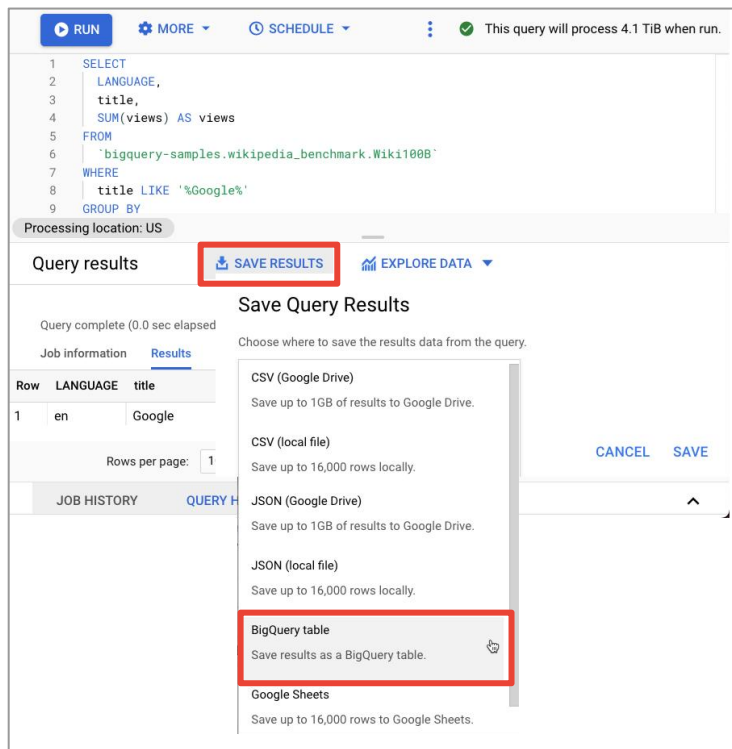 RUN MORE SCHEDULE This query will process 4.1 TiB when run.
1 SELECT
2 LANGUAGE,
3 title,
4 SUM(views) AS views
5 FROM
6 `bigquery-samples.wikipedia_benchmark.Wiki100B`
7 WHERE
8 title LIKE '%Google%'
9 GROUP BY
Processing location: US
Query results SAVE RESULTS EXPLORE DATA
Save Query Results
Query complete (0.0 sec elapsed
Choose where to save the results data from the query.
Job information Results
Row LANGUAGE title
1 en Google
Rows per page: 1
JOB HISTORY QUERY H
CSV (Google Drive)
Save up to 1GB of results to Google Drive.
CSV (local file)
Save up to 16,000 rows locally.
JSON (Google Drive)
Save up to 1GB of results to Google Drive.
JSON (local file)
Save up to 16,000 rows locally.
BigQuery table
Save results as a BigQuery table.
Google Sheets
Save up to 16,000 rows to Google Sheets.
CANCEL SAVE